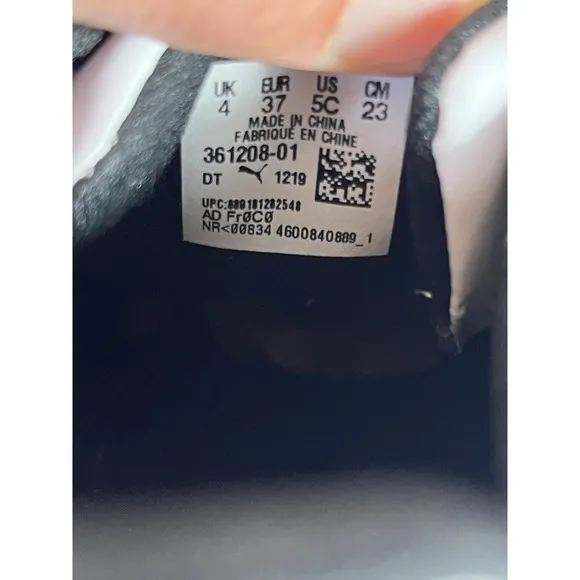 UK EUR US CM
4 37 5C 23
MADE IN CHINA
FABRIQUÉ EN CHINE
361208-01
DT 1219
UPC:889181282548
AD Fr0C0
NR<00834 4600840889_1